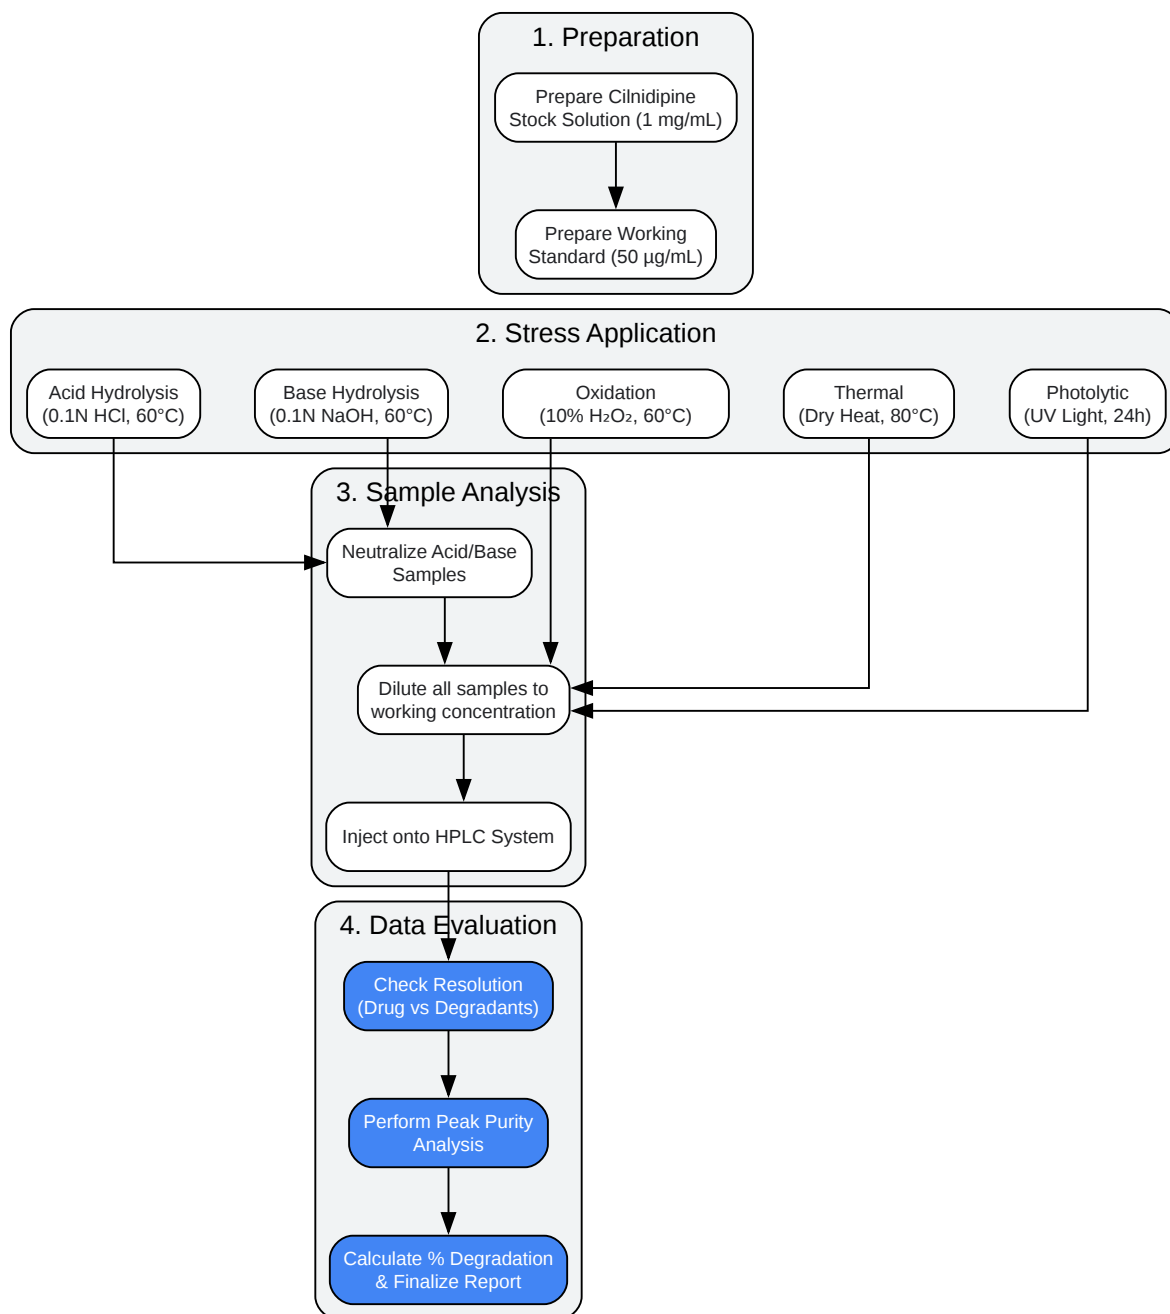 1. Preparation
Prepare Cilnidipine
Stock Solution (1 mg/mL)
Prepare Working
Standard (50 µg/mL)
2. Stress Application
Acid Hydrolysis
(0.1N HCl, 60°C)
Base Hydrolysis
(0.1N NaOH, 60°C)
Oxidation
(10% H₂O₂, 60°C)
Thermal
(Dry Heat, 80°C)
Photolytic
(UV Light, 24h)
3. Sample Analysis
Neutralize Acid/Base
Samples
Dilute all samples to
working concentration
Inject onto HPLC System
4. Data Evaluation
Check Resolution
(Drug vs Degradants)
Perform Peak Purity
Analysis
Calculate % Degradation
& Finalize Report